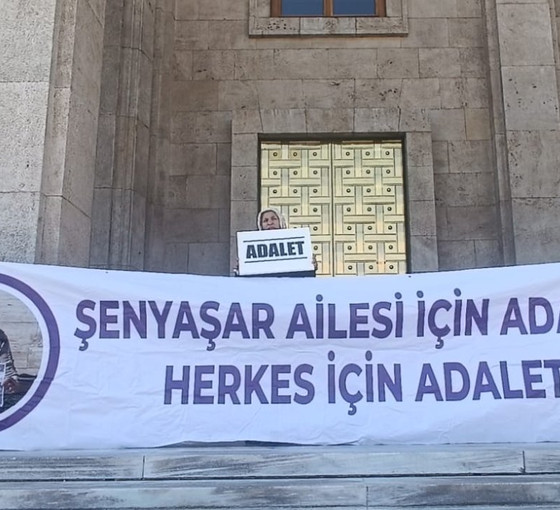 ADALET
ŞENYAŞAR AİLESİ İÇİN ADA
HERKES İÇİN ADALET